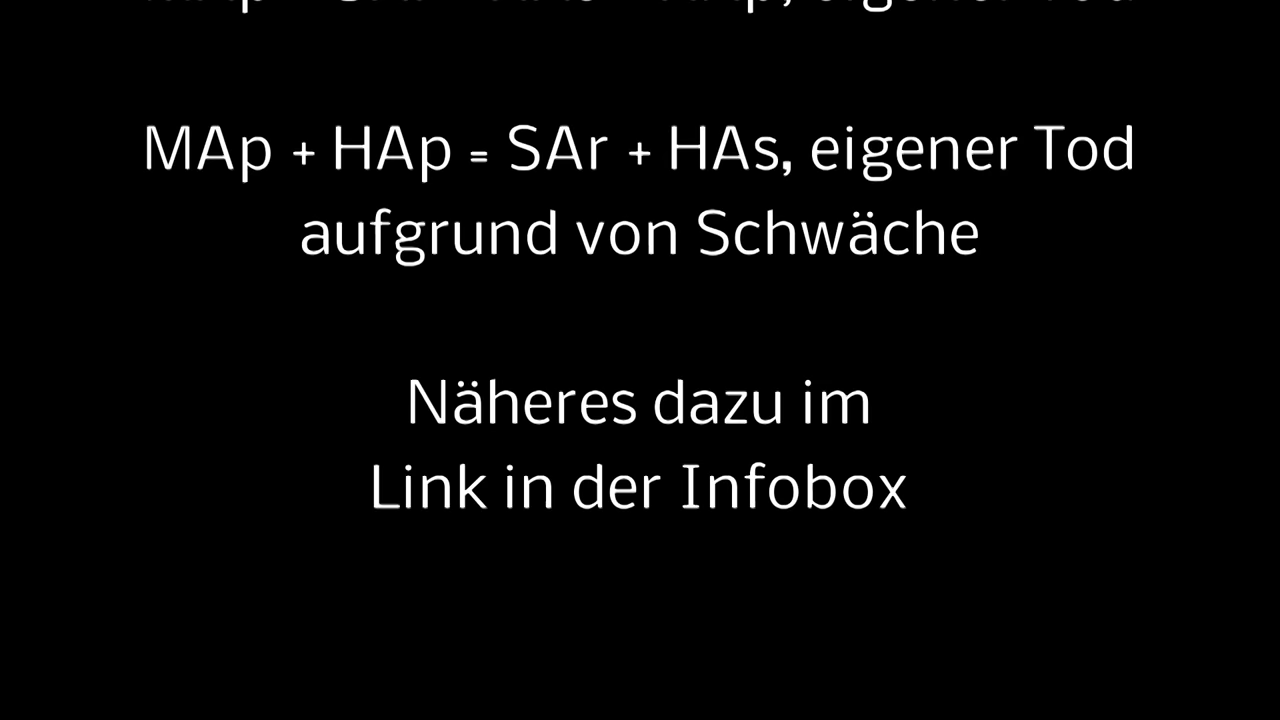 MAp + HAp = SAr + HAs, eigener Tod
aufgrund von Schwäche
Näheres dazu im
Link in der Infobox